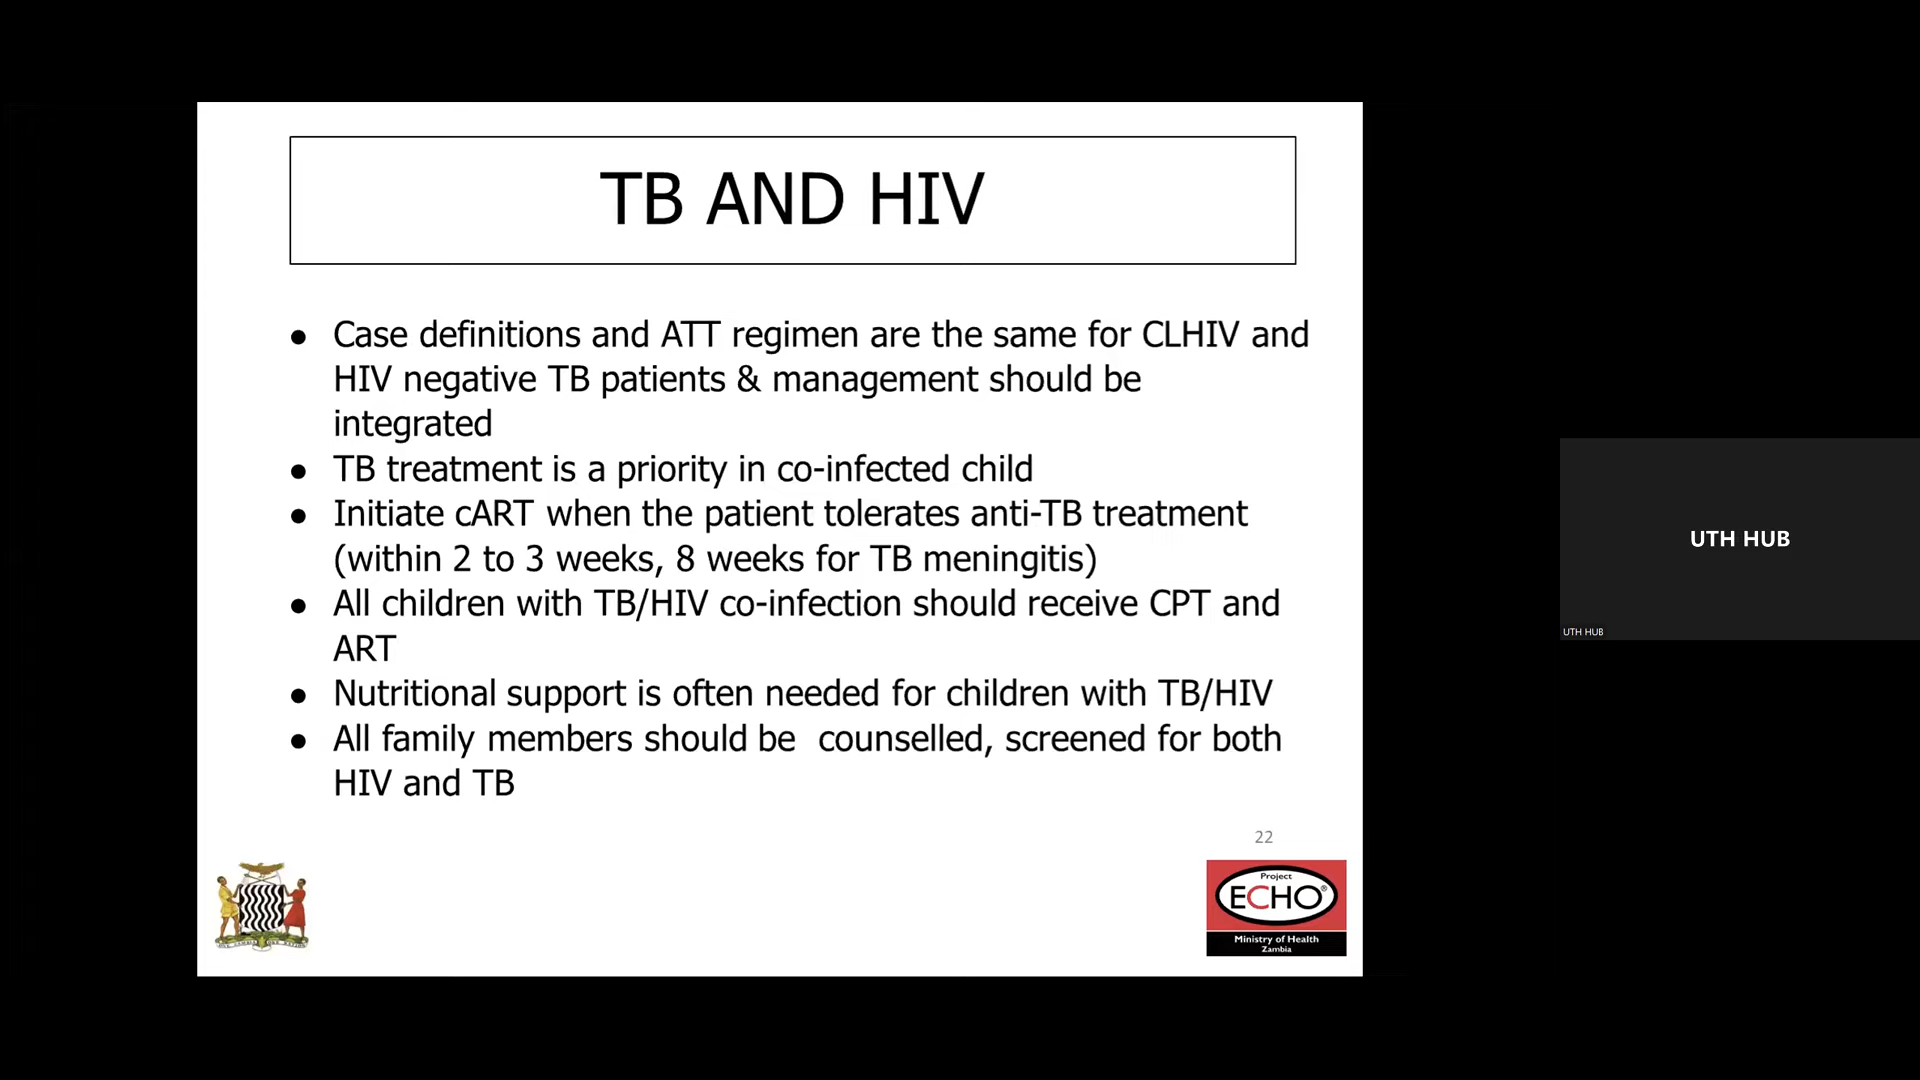 TB AND HIV
● Case definitions and ATT regimen are the same for CLHIV and
HIV negative TB patients & management should be
integrated
● TB treatment is a priority in co-infected child
● Initiate cART when the patient tolerates anti-TB treatment
(within 2 to 3 weeks, 8 weeks for TB meningitis)
● All children with TB/HIV co-infection should receive CPT and
ART
● Nutritional support is often needed for children with TB/HIV
● All family members should be  counselled, screened for both
HIV and TB
22
Project
ECHO®
Ministry of Health
Zambia
UTH HUB
UTH HUB